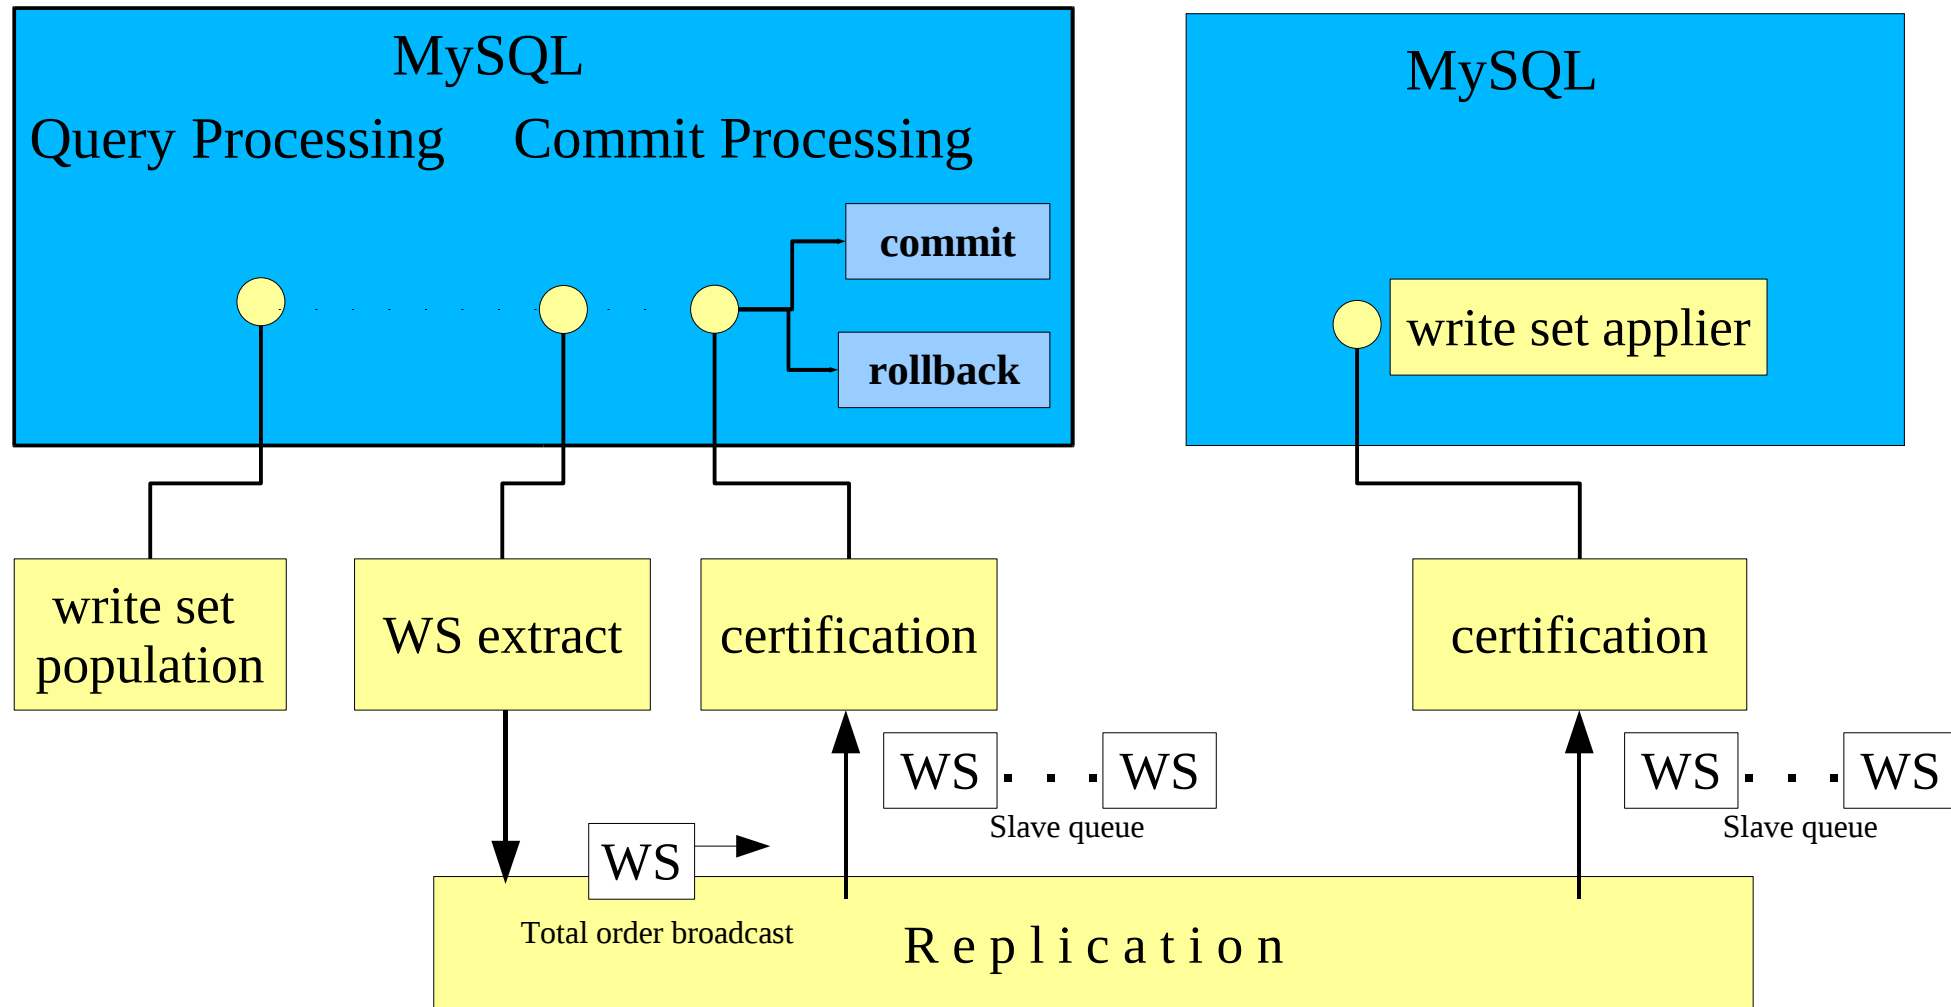 MySQL
Query Processing
Commit Processing
commit
rollback
MySQL
write set applier
write set
population
WS extract
certification
certification
WS . . . WS
Slave queue
WS . . . WS
Slave queue
WS
Total order broadcast
R e p l i c a t i o n